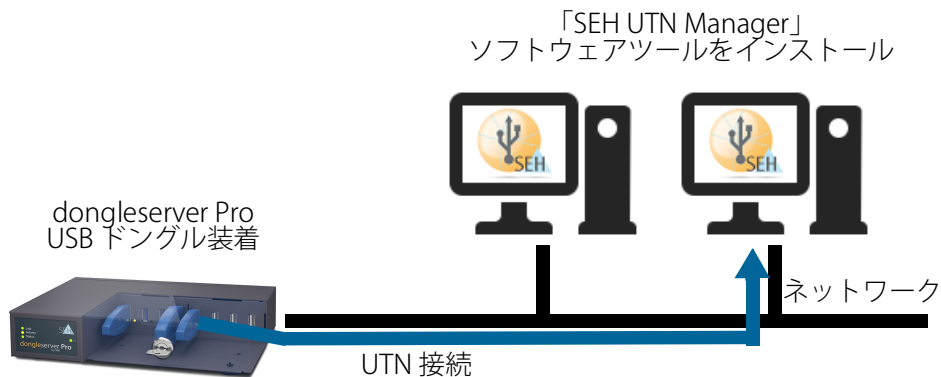 「SEH UTN Manager」
ソフトウェアツールをインストール
SEH
SEH
dongleserver Pro
USB ドングル装着
ネットワーク
dongleserver Pro
UTN 接続